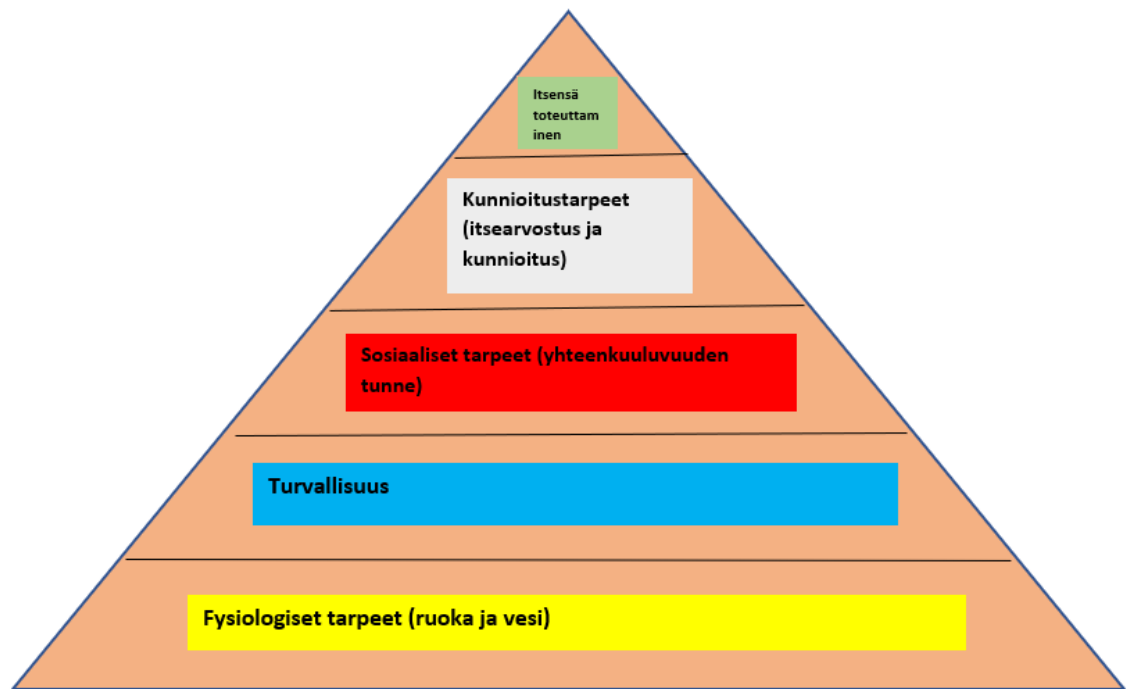 Itsensä
toteuttam
inen
Kunnioitustarpeet
(itsearvostus ja
kunnioitus)
Sosiaaliset tarpeet (yhteenkuuluvuuden
tunne)
Turvallisuus
Fysiologiset tarpeet (ruoka ja vesi)